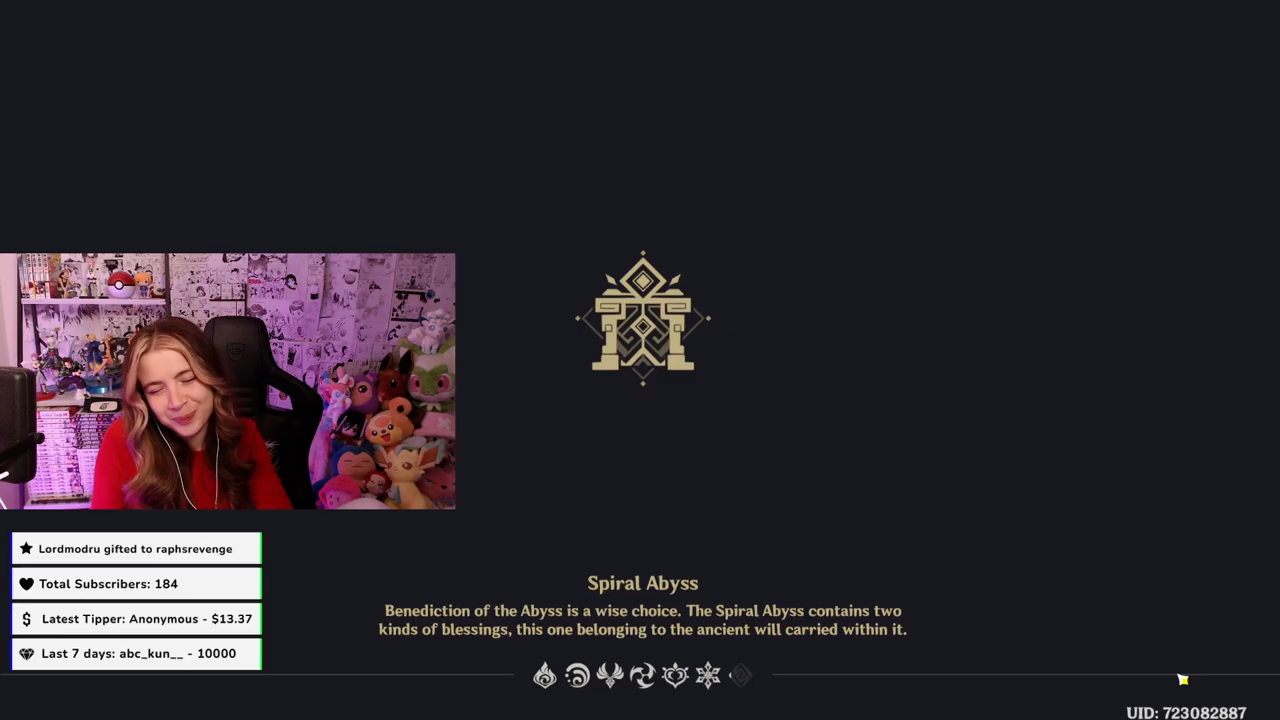 Lordmodru gifted to raphsrevenge
Total Subscribers: 184
Latest Tipper: Anonymous - $13.37
Last 7 days: abc_kun__ - 10000
Spiral Abyss
Benediction of the Abyss is a wise choice. The Spiral Abyss contains two
kinds of blessings, this one belonging to the ancient will carried within it.
UID: 723082887